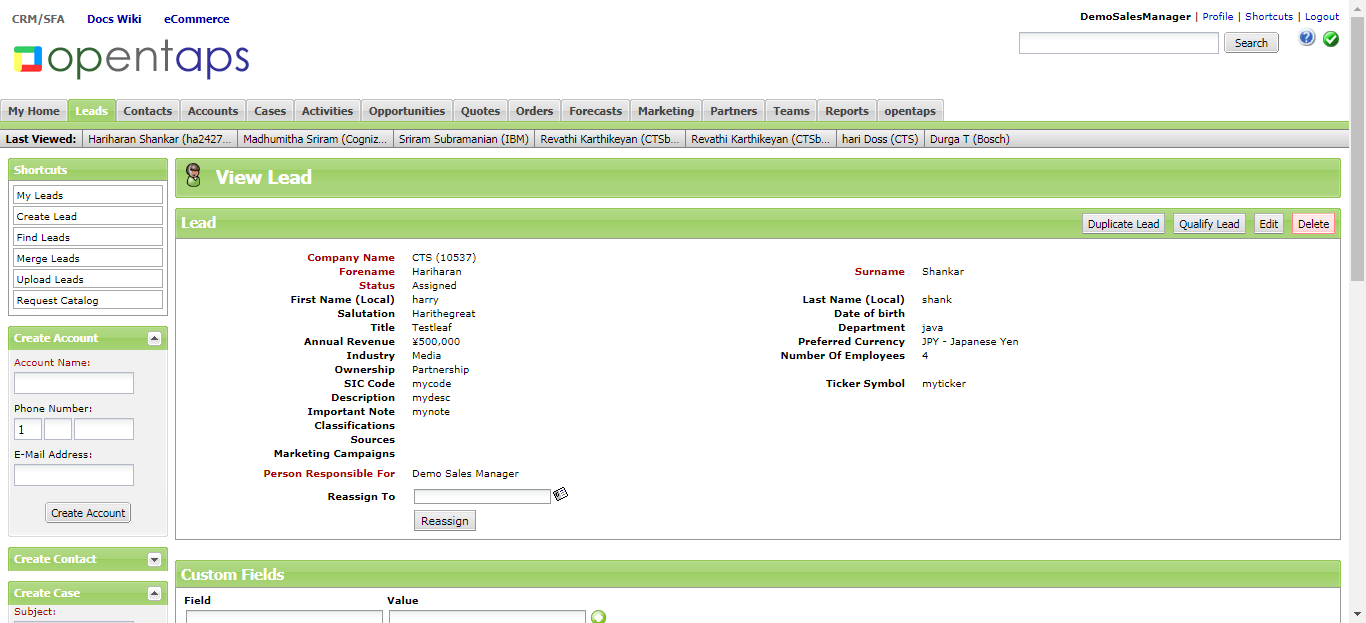 CRM/SFA Docs Wiki eCommerce
DemoSalesManager | Profile | Shortcuts | Logout
opentaps
Search
My Home Leads Contacts Accounts Cases Activities Opportunities Quotes Orders Forecasts Marketing Partners Teams Reports opentaps
Last Viewed: Hariharan Shankar (ha2427... Madhumitha Sriram (Cogniz... Sriram Subramanian (IBM) Revathi Karthikeyan (CTSb... Revathi Karthikeyan (CTSb... hari Doss (CTS) Durga T (Bosch)
Shortcuts
My Leads
Create Lead
Find Leads
Merge Leads
Upload Leads
Request Catalog
Create Account
Account Name:
Phone Number:
1
E-Mail Address:
Create Account
Create Contact
Create Case
Subject:
View Lead
Lead Duplicate Lead Qualify Lead Edit Delete
Company Name CTS (10537)
Forename Hariharan Surname Shankar
Status Assigned
First Name (Local) harry Last Name (Local) shank
Salutation Harithegreat Date of birth
Title Testleaf Department java
Annual Revenue ¥500,000 Preferred Currency JPY - Japanese Yen
Industry Media Number Of Employees 4
Ownership Partnership
SIC Code mycode Ticker Symbol myticker
Description mydesc
Important Note mynote
Classifications
Sources
Marketing Campaigns
Person Responsible For Demo Sales Manager
Reassign To
Reassign
Custom Fields
Field Value